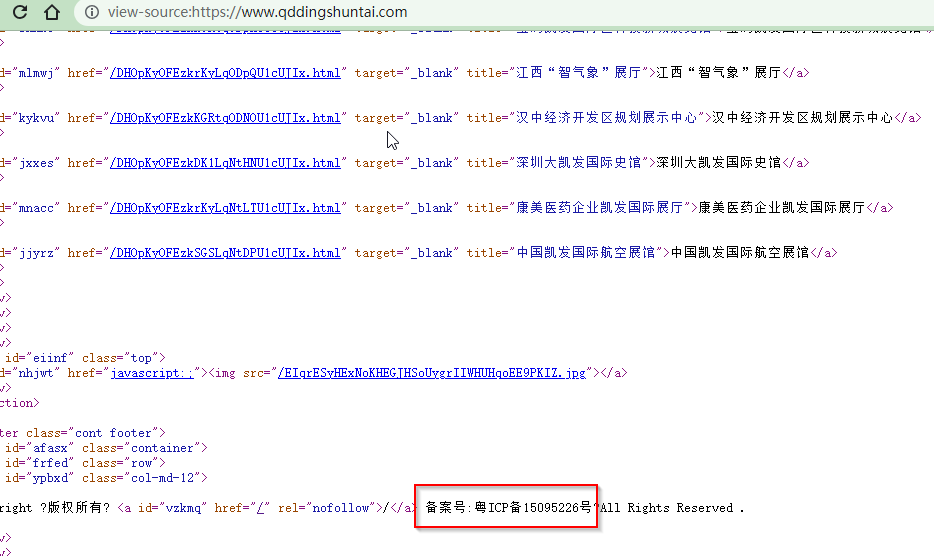 view-source:https://www.qddingshuntai.com
>
d="mlmwj" href="/DHOpKyOFEzkrKyLqODpQU1cUJIx.html" target="_blank" title="江西“智气象”展厅">江西“智气象”展厅</a>
>
d="kykvu" href="/DHOpKyOFEzkKGRtqODNOU1cUJIx.html" target="_blank" title="汉中经济开发区规划展示中心">汉中经济开发区规划展示中心</a>
>
d="jxxes" href="/DHOpKyOFEzkDK1LqNtHNU1cUJIx.html" target="_blank" title="深圳大凯发国际史馆">深圳大凯发国际史馆</a>
>
d="mnacc" href="/DHOpKyOFEzkrKyLqNtLTU1cUJIx.html" target="_blank" title="康美医药企业凯发国际展厅">康美医药企业凯发国际展厅</a>
>
d="jjyrz" href="/DHOpKyOFEzkSGSLqNtDPU1cUJIx.html" target="_blank" title="中国凯发国际航空展馆">中国凯发国际航空展馆</a>
>
>
v>
v>
v>
v>
id="eiinf" class="top">
d="nhjwt" href="javascript:;"><img src="/EIqrESyHExNoKHEGJHSoUygrIIWHUHqoEE9PKIZ.jpg"></a>
v>
ction>
ter class="cont footer">
id="afasx" class="container">
id="frfed" class="row">
id="ypbxd" class="col-md-12">
right ?版权所有? <a id="vzkmq" href="/" rel="nofollow">/</a> 备案号:粤ICP备15095226号?All Rights Reserved .
v>
v>